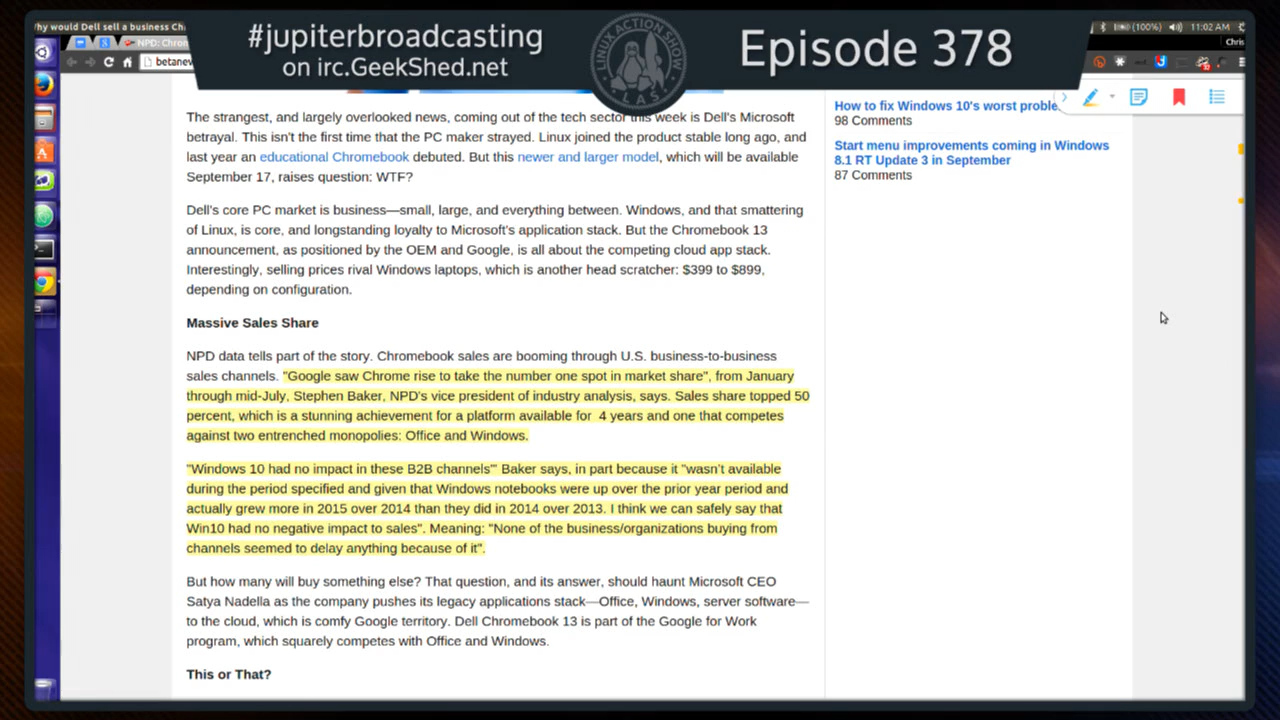 hy would Dell sell a business Ch
#jupiterbroadcasting
on irc.GeekShed.net
LINUX ACTION SHOW
L.A.S.
Episode 378
(100%)
11:02 AM
NPD: Chron
Chris
betanew
The strangest, and largely overlooked news, coming out of the tech sector this week is Dell's Microsoft
betrayal. This isn't the first time that the PC maker strayed. Linux joined the product stable long ago, and
last year an educational Chromebook debuted. But this newer and larger model, which will be available
September 17, raises question: WTF?
Dell's core PC market is business—small, large, and everything between. Windows, and that smattering
of Linux, is core, and longstanding loyalty to Microsoft's application stack. But the Chromebook 13
announcement, as positioned by the OEM and Google, is all about the competing cloud app stack.
Interestingly, selling prices rival Windows laptops, which is another head scratcher: $399 to $899,
depending on configuration.
Massive Sales Share
NPD data tells part of the story. Chromebook sales are booming through U.S. business-to-business
sales channels. "Google saw Chrome rise to take the number one spot in market share", from January
through mid-July, Stephen Baker, NPD's vice president of industry analysis, says. Sales share topped 50
percent, which is a stunning achievement for a platform available for 4 years and one that competes
against two entrenched monopolies: Office and Windows.
"Windows 10 had no impact in these B2B channels'" Baker says, in part because it "wasn't available
during the period specified and given that Windows notebooks were up over the prior year period and
actually grew more in 2015 over 2014 than they did in 2014 over 2013. I think we can safely say that
Win10 had no negative impact to sales". Meaning: "None of the business/organizations buying from
channels seemed to delay anything because of it".
But how many will buy something else? That question, and its answer, should haunt Microsoft CEO
Satya Nadella as the company pushes its legacy applications stack—Office, Windows, server software—
to the cloud, which is comfy Google territory. Dell Chromebook 13 is part of the Google for Work
program, which squarely competes with Office and Windows.
This or That?
How to fix Windows 10's worst proble
98 Comments
Start menu improvements coming in Windows
8.1 RT Update 3 in September
87 Comments